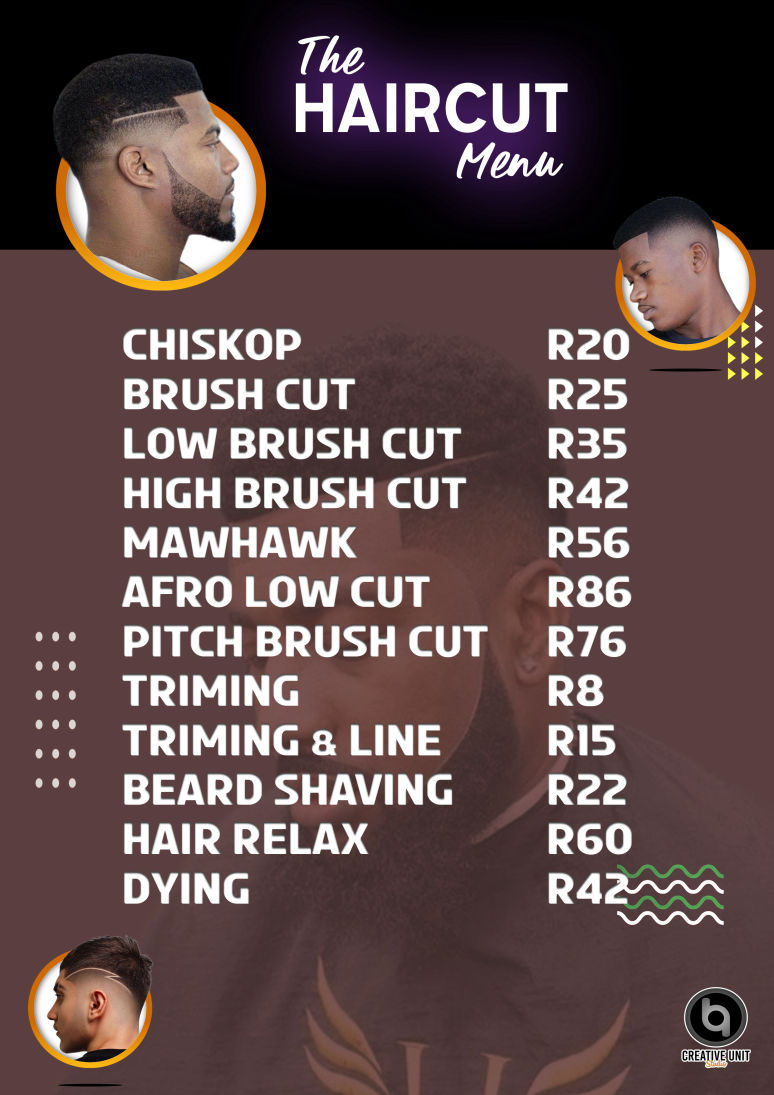 The
HAIRCUT
Menu
CHISKOP R20
BRUSH CUT R25
LOW BRUSH CUT R35
HIGH BRUSH CUT R42
MAWHAWK R56
AFRO LOW CUT R86
PITCH BRUSH CUT R76
TRIMING R8
TRIMING & LINE R15
BEARD SHAVING R22
HAIR RELAX R60
DYING R42
CREATIVE UNIT
Studio